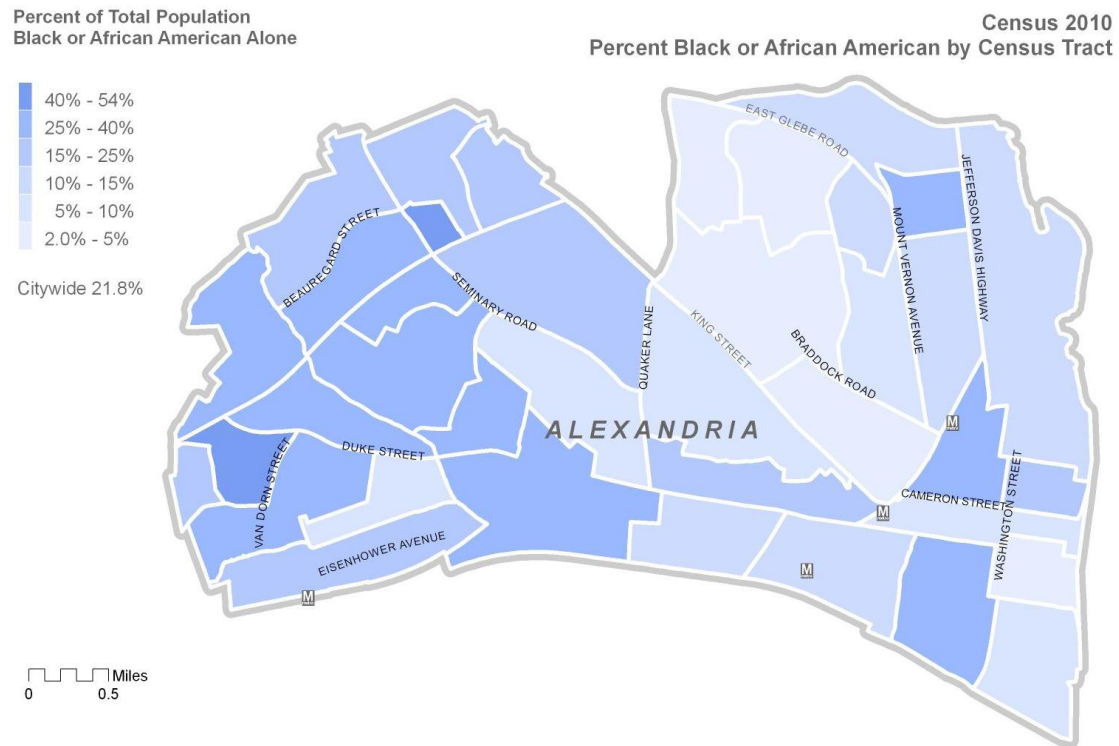 Percent of Total Population
Black or African American Alone
Census 2010
Percent Black or African American by Census Tract
40% - 54%
25% - 40%
15% - 25%
10% - 15%
5% - 10%
2.0% - 5%
Citywide 21.8%
EAST GLEBE ROAD
JEFFERSON DAVIS HIGHWAY
MOUNT VERNON AVENUE
BEAUREGARD STREET
SEMINARY ROAD
QUAKER LANE
KING STREET
BRADDOCK ROAD
ALEXANDRIA
M
DUKE STREET
VAN DORN STREET
CAMERON STREET
WASHINGTON STREET
M
EISENHOWER AVENUE
M
M
Miles
0 0.5